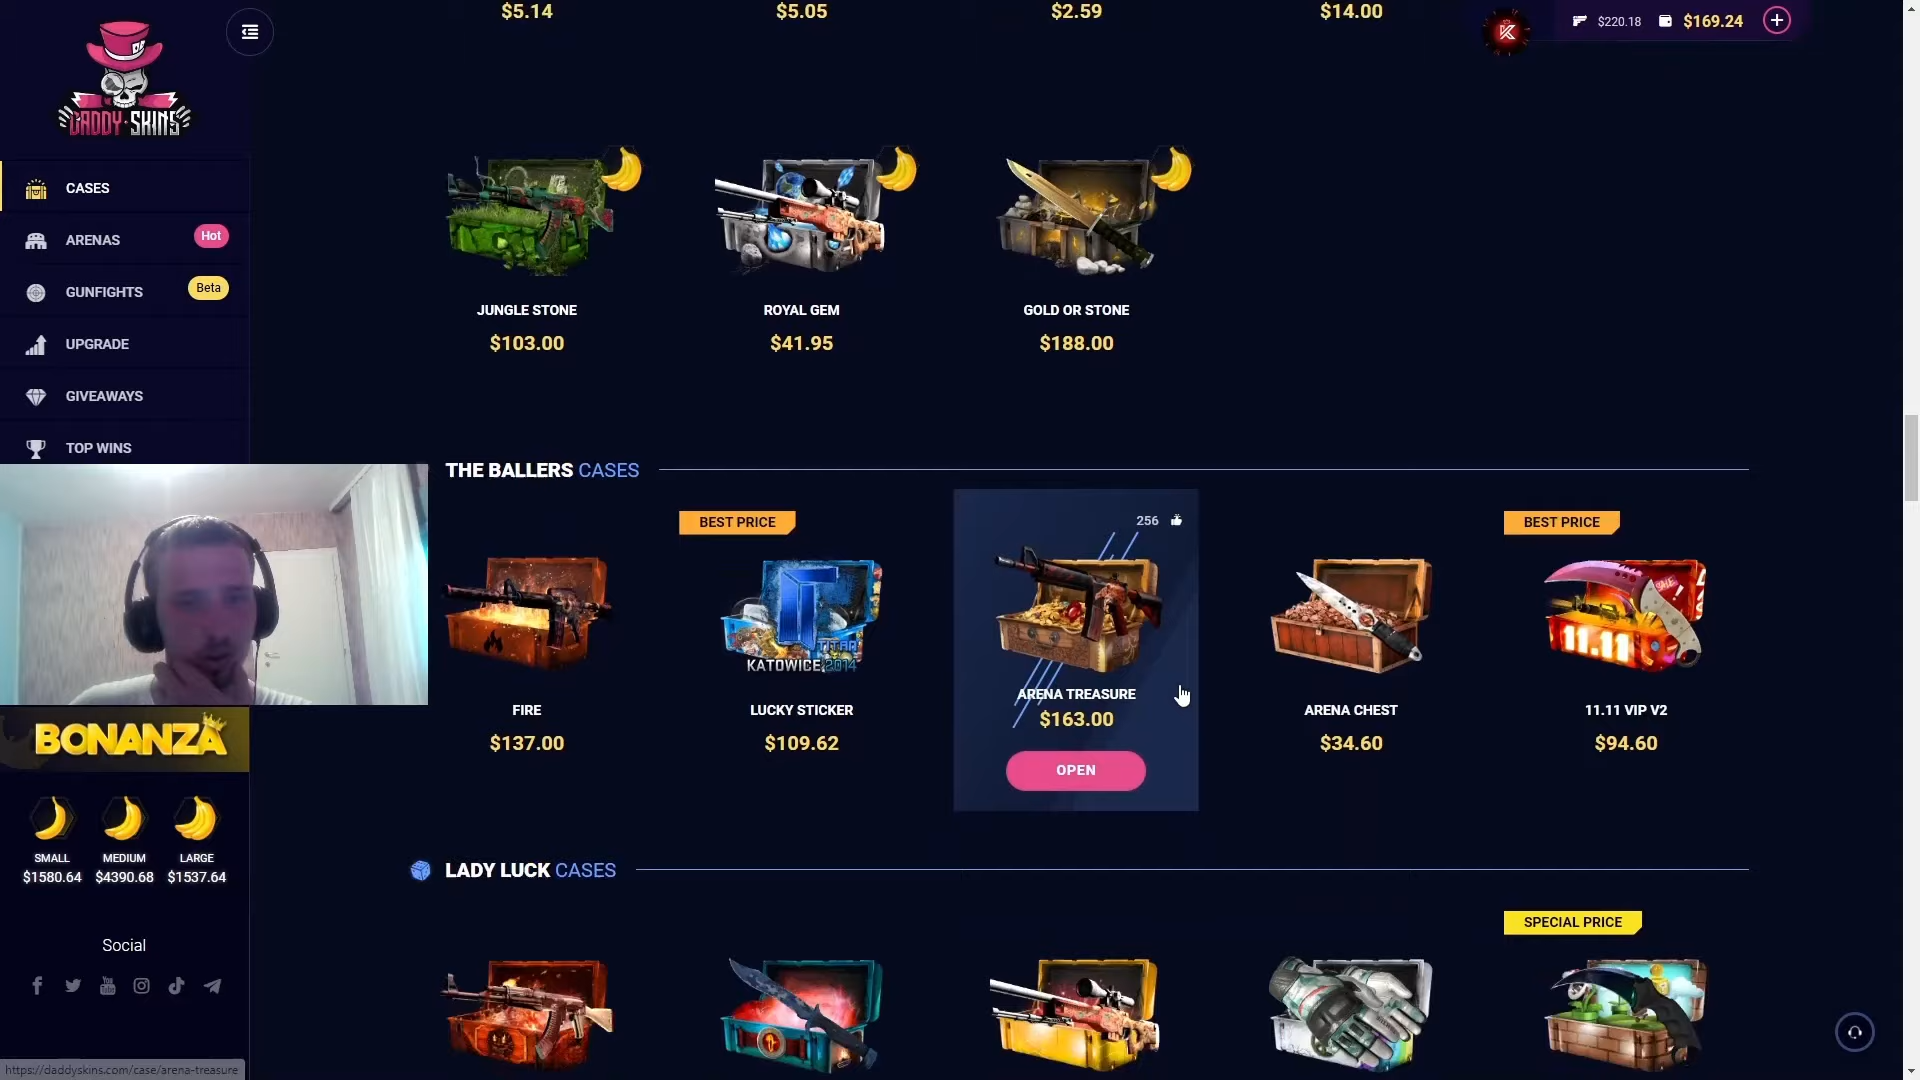 $5.14
$5.05
$2.59
$14.00
$220.18
$169.24
DADDY SKINS
CASES
ARENAS
Hot
GUNFIGHTS
Beta
UPGRADE
GIVEAWAYS
TOP WINS
JUNGLE STONE
$103.00
ROYAL GEM
$41.95
GOLD OR STONE
$188.00
THE BALLERS CASES
FIRE
$137.00
BEST PRICE
TITAN
KATOWICE 2014
LUCKY STICKER
$109.62
256
ARENA TREASURE
$163.00
OPEN
ARENA CHEST
$34.60
BEST PRICE
SALE!
11.11
11.11 VIP V2
$94.60
BONANZA
SMALL
$1580.64
MEDIUM
$4390.68
LARGE
$1537.64
LADY LUCK CASES
SPECIAL PRICE
Social
You
Tube
https://daddyskins.com/case/arena-treasure